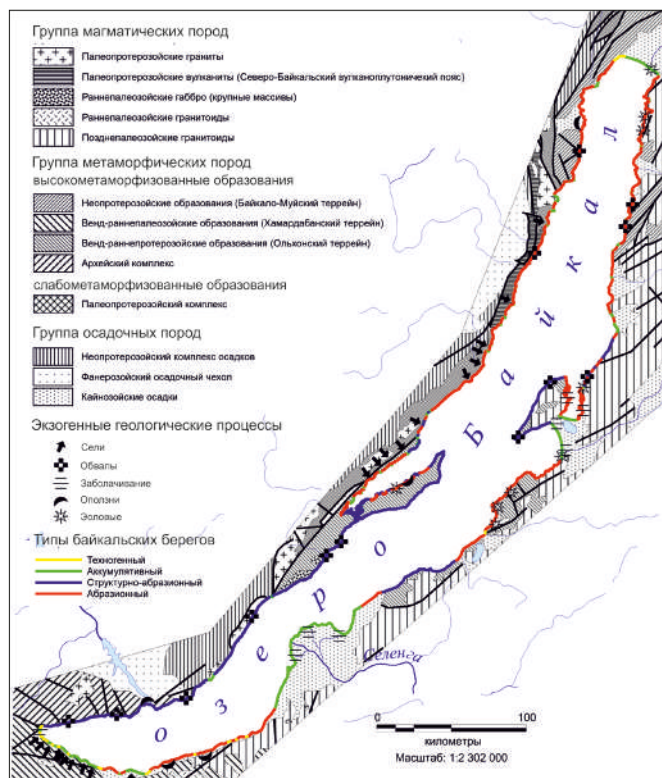 Группа магматических пород
Палеопротерозойские граниты
Палеопротерозойские вулканиты (Северо-Байкальский вулканоплутонический пояс)
Раннепалеозойские габбро (крупные массивы)
Раннепалеозойские гранитоиды
Позднепалеозойские гранитоиды
Группа метаморфических пород
высокометаморфизованные образования
Неопротерозойские образования (Байкало-Муйский террейн)
Венд-раннепалеозойские образования (Хамардабанский террейн)
Венд-раннепротерозойские образования (Ольхонский террейн)
Архейский комплекс
слабометаморфизованные образования
Палеопротерозойский комплекс
Группа осадочных пород
Неопротерозойский комплекс осадков
Фанерозойский осадочный чехол
Кайнозойские осадки
Экзогенные геологические процессы
Сели
Обвалы
Заболачивание
Оползни
Эоловые
Типы байкальских берегов
Техногенный
Аккумулятивный
Структурно-абразионный
Абразионный
озеро Байкал
Селенга
0 100
километры
Масштаб: 1:2 302 000